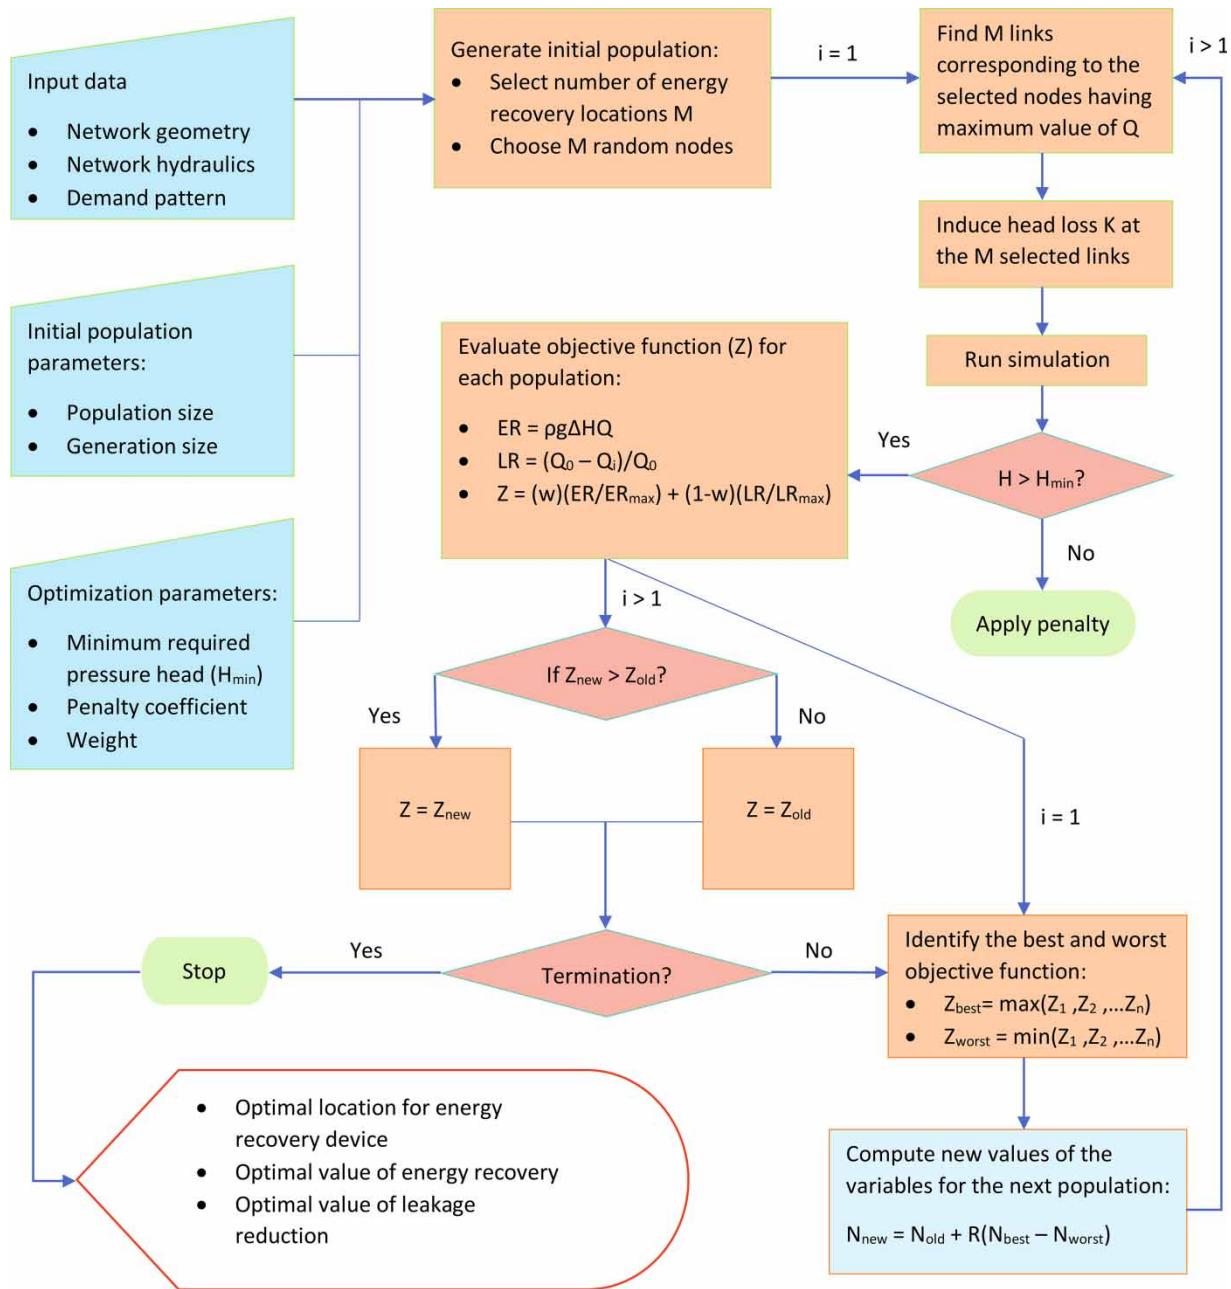 Input data
• Network geometry
• Network hydraulics
• Demand pattern
Initial population
parameters:
• Population size
• Generation size
Optimization parameters:
• Minimum required
pressure head (Hmin)
• Penalty coefficient
• Weight
Generate initial population:
• Select number of energy
recovery locations M
• Choose M random nodes
i = 1
Find M links
corresponding to the
selected nodes having
maximum value of Q
i > 1
Induce head loss K at
the M selected links
Run simulation
H > Hmin?
Yes
No
Apply penalty
Evaluate objective function (Z) for
each population:
• ER = ρgΔHQ
• LR = (Q0 – Qi)/Q0
• Z = (w)(ER/ERmax) + (1-w)(LR/LRmax)
i > 1
If Znew > Zold?
Yes
No
Z = Znew
Z = Zold
i = 1
Termination?
Yes
No
Stop
Identify the best and worst
objective function:
• Zbest= max(Z1 ,Z2 ,...Zn)
• Zworst = min(Z1 ,Z2 ,...Zn)
Compute new values of the
variables for the next population:
Nnew = Nold + R(Nbest – Nworst)
• Optimal location for energy
recovery device
• Optimal value of energy recovery
• Optimal value of leakage
reduction